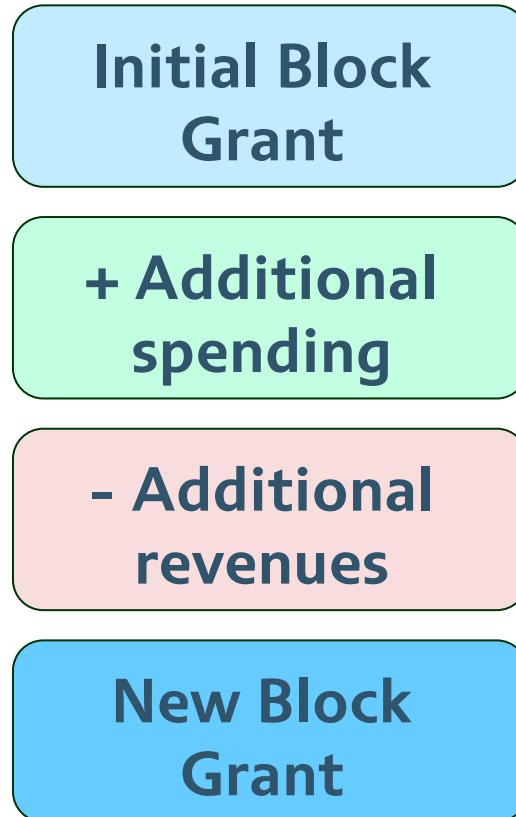 Initial Block
Grant
+ Additional
spending
- Additional
revenues
New Block
Grant